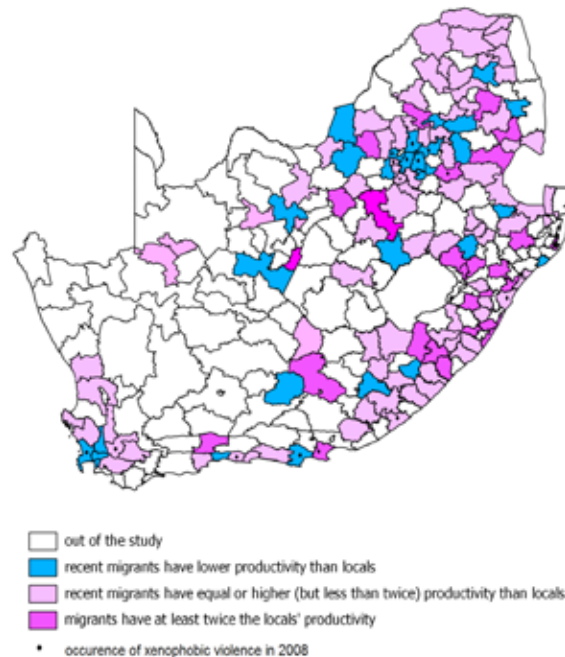 out of the study
recent migrants have lower productivity than locals
recent migrants have equal or higher (but less than twice) productivity than locals
migrants have at least twice the locals' productivity
occurence of xenophobic violence in 2008